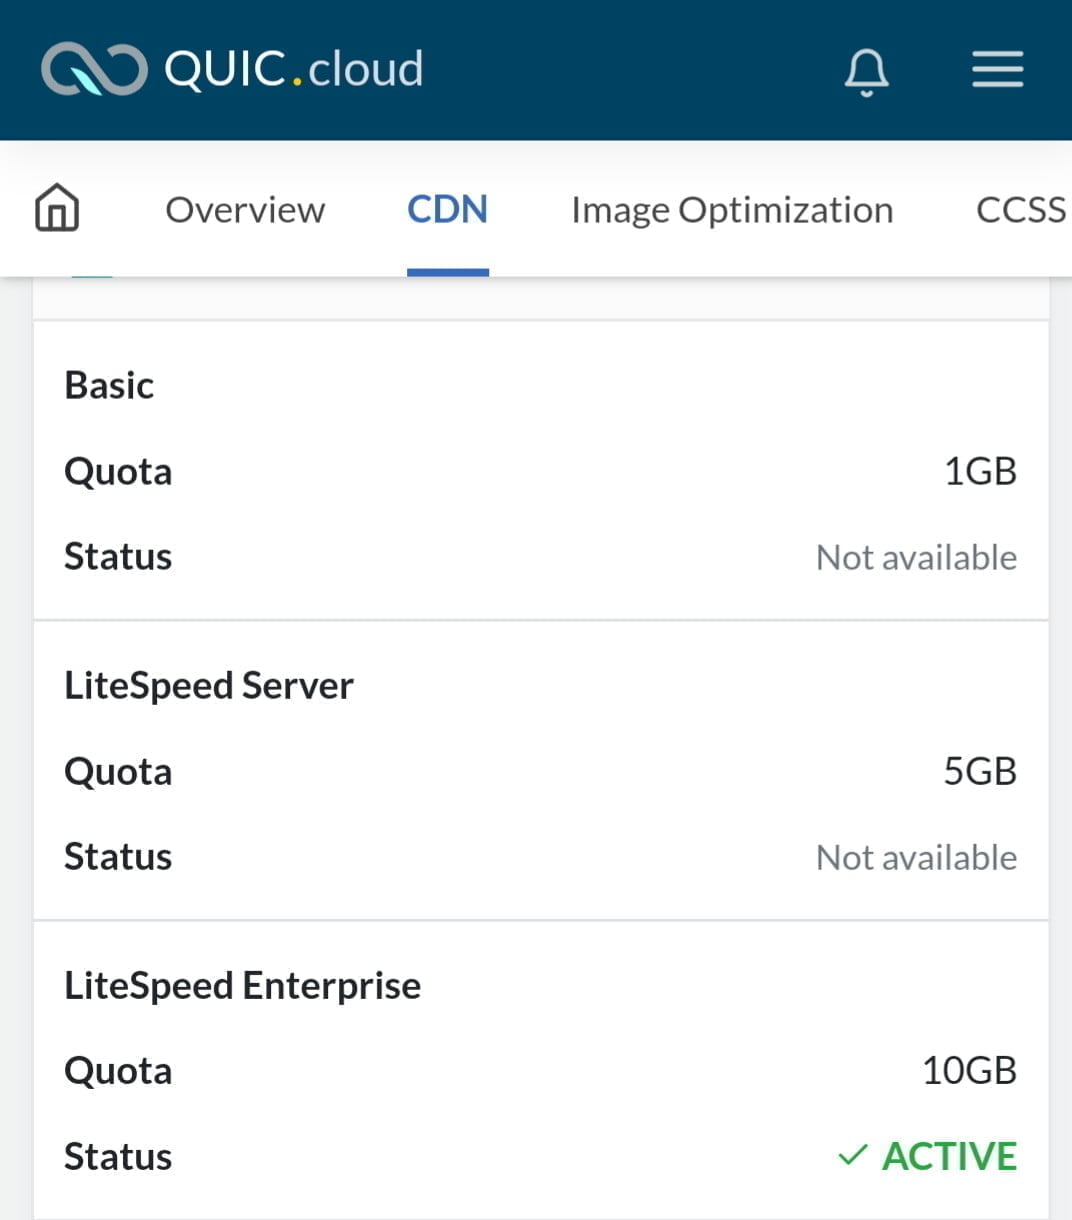 QUIC.cloud
Overview CDN Image Optimization CCSS
Basic
Quota 1GB
Status Not available
LiteSpeed Server
Quota 5GB
Status Not available
LiteSpeed Enterprise
Quota 10GB
Status ✓ ACTIVE